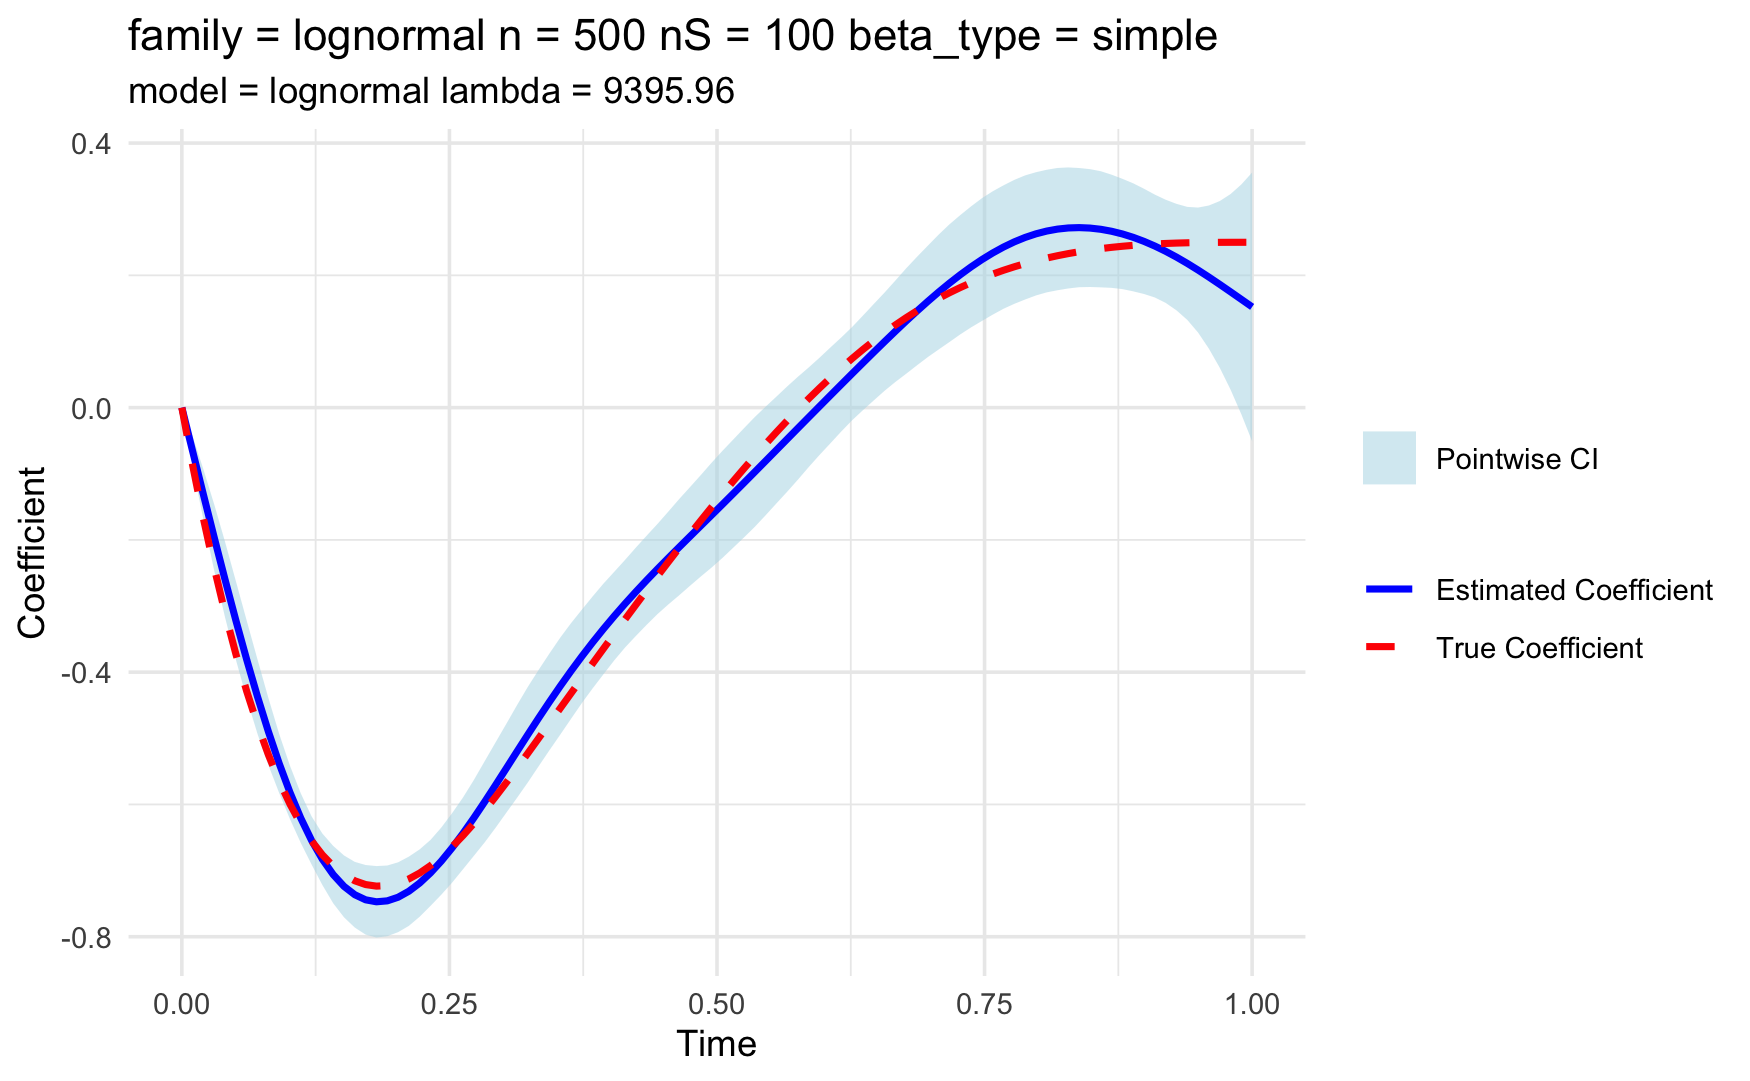 family = lognormal n = 500 nS = 100 beta_type = simple
model = lognormal lambda = 9395.96
0.4
0.0
-0.4
-0.8
Coefficient
0.00 0.25 0.50 0.75 1.00
Time
Pointwise CI
Estimated Coefficient
True Coefficient